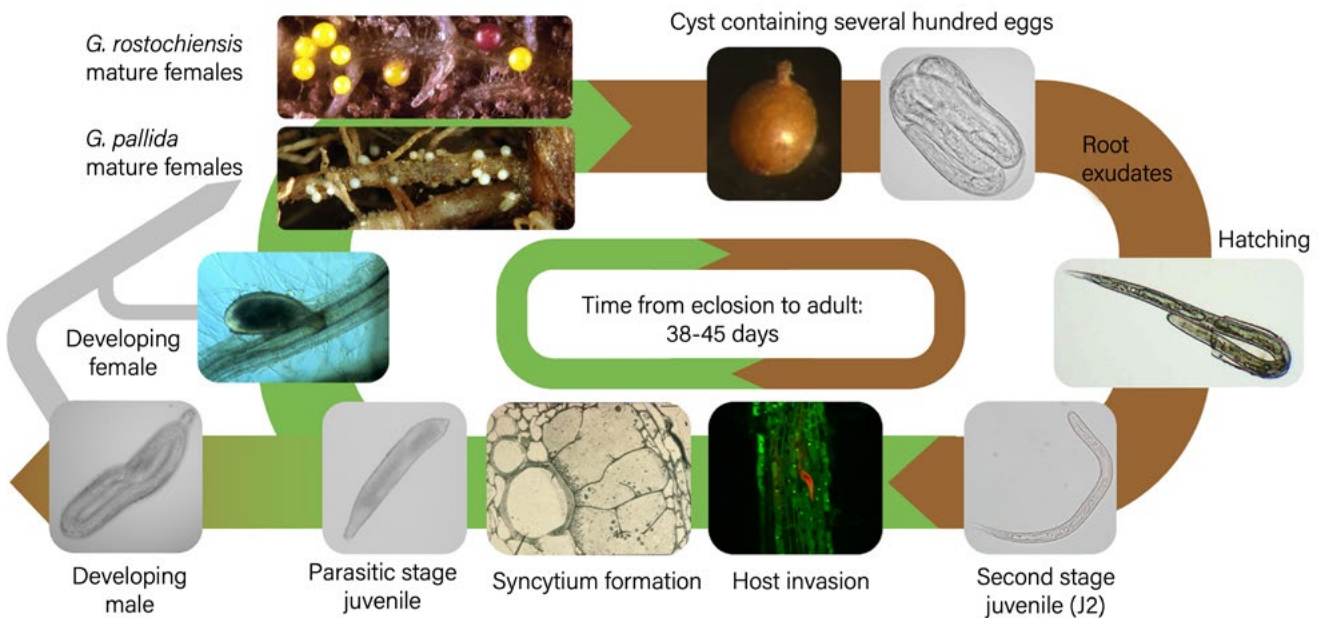 G. rostochiensis
mature females
G. pallida
mature females
Cyst containing several hundred eggs
Root
exudates
Hatching
Time from eclosion to adult:
38-45 days
Developing
female
Developing
male
Parasitic stage
juvenile
Syncytium formation
Host invasion
Second stage
juvenile (J2)